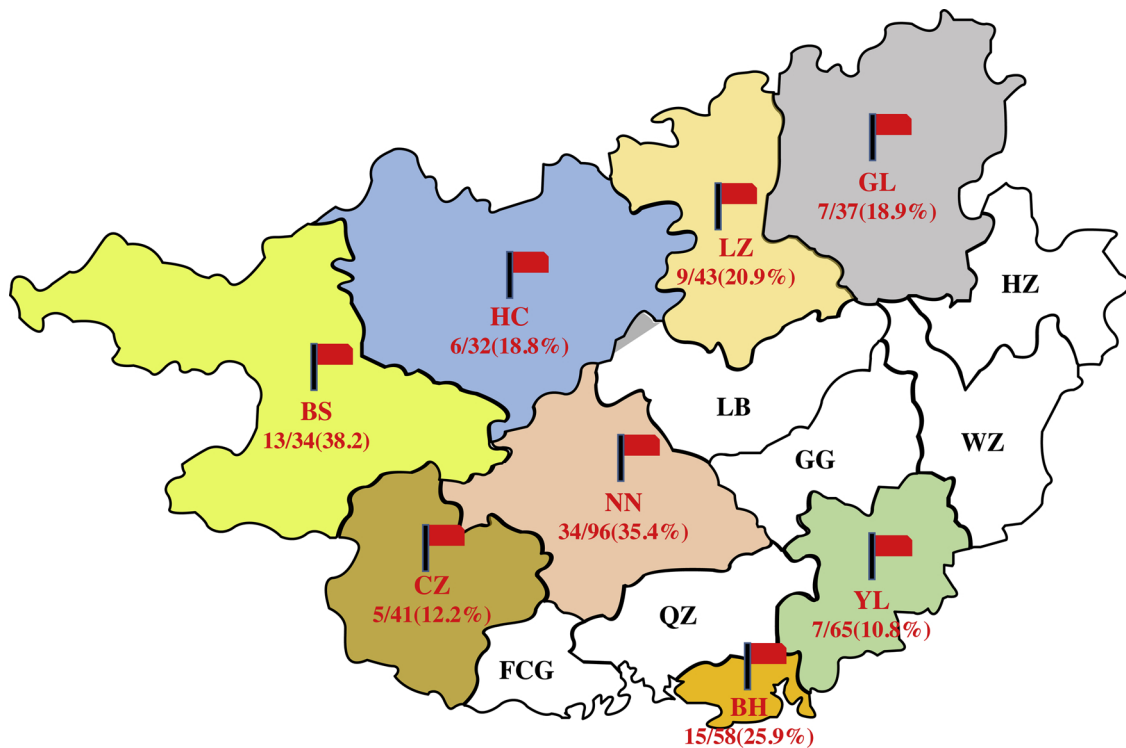 GL
7/37(18.9%)
LZ
9/43(20.9%)
HZ
HC
6/32(18.8%)
BS
13/34(38.2)
LB
GG
WZ
NN
34/96(35.4%)
CZ
5/41(12.2%)
YL
7/65(10.8%)
QZ
FCG
BH
15/58(25.9%)